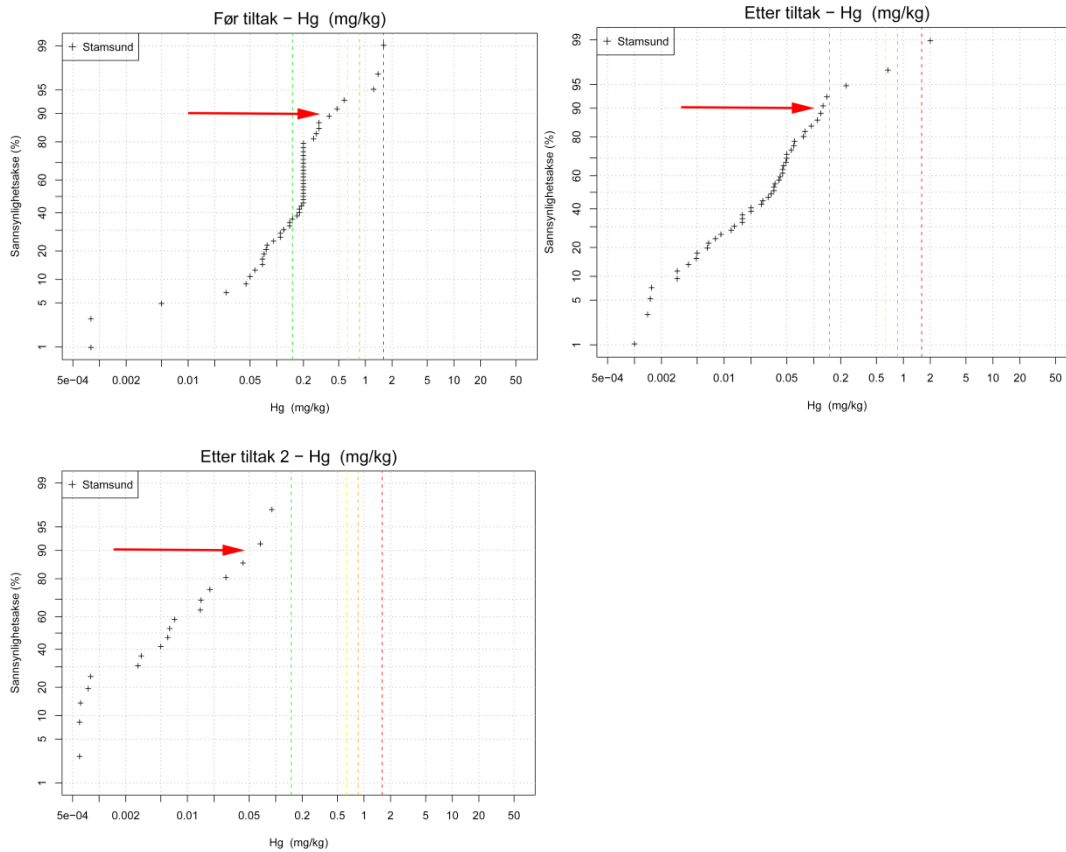 Før tiltak − Hg (mg/kg)
+ Stamsund
Sannsynlighetsakse (%)
99
95
90
80
60
40
20
10
5
1
5e−04 0.002 0.01 0.05 0.2 0.5 1 2 5 10 20 50
Hg (mg/kg)
Etter tiltak − Hg (mg/kg)
+ Stamsund
Sannsynlighetsakse (%)
99
95
90
80
60
40
20
10
5
1
5e−04 0.002 0.01 0.05 0.2 0.5 1 2 5 10 20 50
Hg (mg/kg)
Etter tiltak 2 − Hg (mg/kg)
+ Stamsund
Sannsynlighetsakse (%)
99
95
90
80
60
40
20
10
5
1
5e−04 0.002 0.01 0.05 0.2 0.5 1 2 5 10 20 50
Hg (mg/kg)